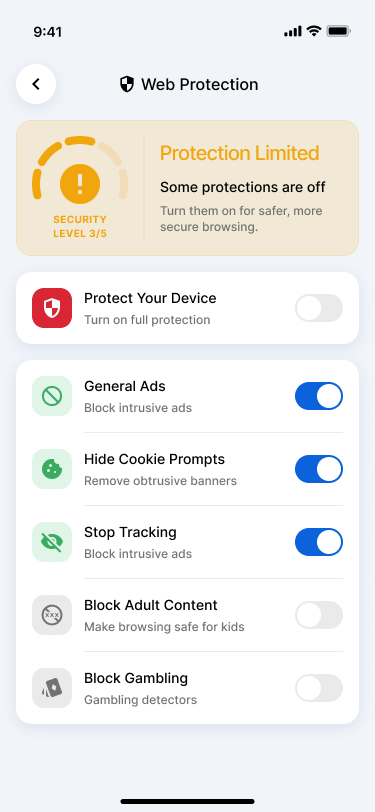 9:41
Web Protection
Protection Limited
Some protections are off
Turn them on for safer, more
secure browsing.
SECURITY
LEVEL 3/5
Protect Your Device
Turn on full protection
General Ads
Block intrusive ads
Hide Cookie Prompts
Remove obtrusive banners
Stop Tracking
Block intrusive ads
xxx
Block Adult Content
Make browsing safe for kids
Block Gambling
Gambling detectors